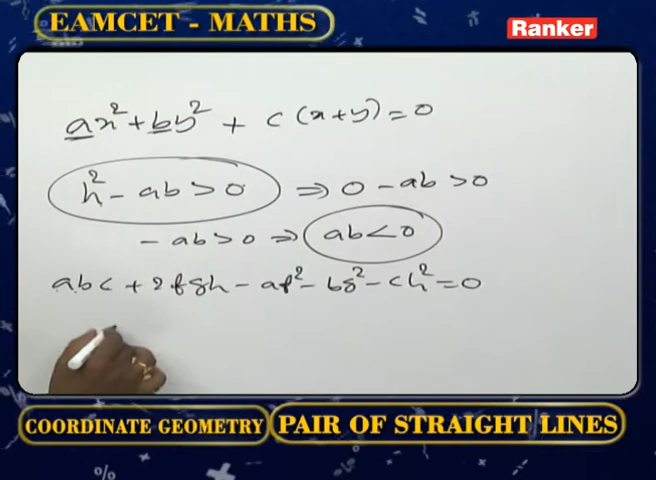 EAMCET - MATHS
Ranker
ax² + by² + c(x+y) = 0
h² - ab > 0 ⇒ 0 - ab > 0
- ab > 0 ⇒ ab < 0
abc + 2fgh - af² - bg² - ch² = 0
COORDINATE GEOMETRY PAIR OF STRAIGHT LINES